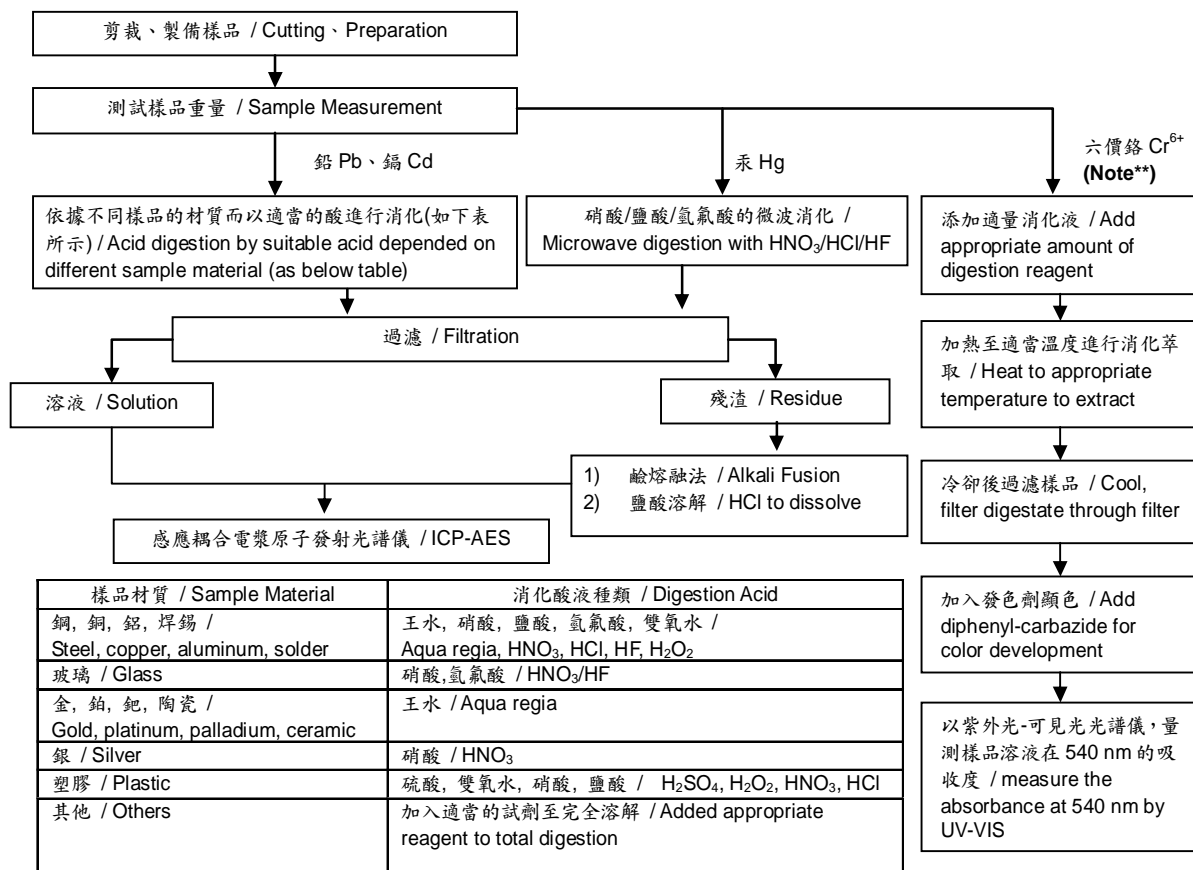 剪裁、製備樣品 / Cutting、Preparation
測試樣品重量 / Sample Measurement
鉛 Pb、鎘 Cd
汞 Hg
六價鉻 Cr⁶⁺
(Note**)
依據不同樣品的材質而以適當的酸進行消化(如下表
所示) / Acid digestion by suitable acid depended on
different sample material (as below table)
硝酸/鹽酸/氫氟酸的微波消化 /
Microwave digestion with HNO₃/HCl/HF
添加適量消化液 / Add
appropriate amount of
digestion reagent
過濾 / Filtration
加熱至適當溫度進行消化萃
取 / Heat to appropriate
temperature to extract
溶液 / Solution
殘渣 / Residue
1) 鹼熔融法 / Alkali Fusion
2) 鹽酸溶解 / HCl to dissolve
冷卻後過濾樣品 / Cool,
filter digestate through filter
感應耦合電漿原子發射光譜儀 / ICP-AES
加入發色劑顯色 / Add
diphenyl-carbazide for
color development
以紫外光-可見光光譜儀,量
測樣品溶液在 540 nm 的吸
收度 / measure the
absorbance at 540 nm by
UV-VIS
樣品材質 / Sample Material
消化酸液種類 / Digestion Acid
鋼, 銅, 鋁, 焊錫 /
Steel, copper, aluminum, solder
王水, 硝酸, 鹽酸, 氫氟酸, 雙氧水 /
Aqua regia, HNO₃, HCl, HF, H₂O₂
玻璃 / Glass
硝酸,氫氟酸 / HNO₃/HF
金, 鉑, 鈀, 陶瓷 /
Gold, platinum, palladium, ceramic
王水 / Aqua regia
銀 / Silver
硝酸 / HNO₃
塑膠 / Plastic
硫酸, 雙氧水, 硝酸, 鹽酸 / H₂SO₄, H₂O₂, HNO₃, HCl
其他 / Others
加入適當的試劑至完全溶解 / Added appropriate
reagent to total digestion